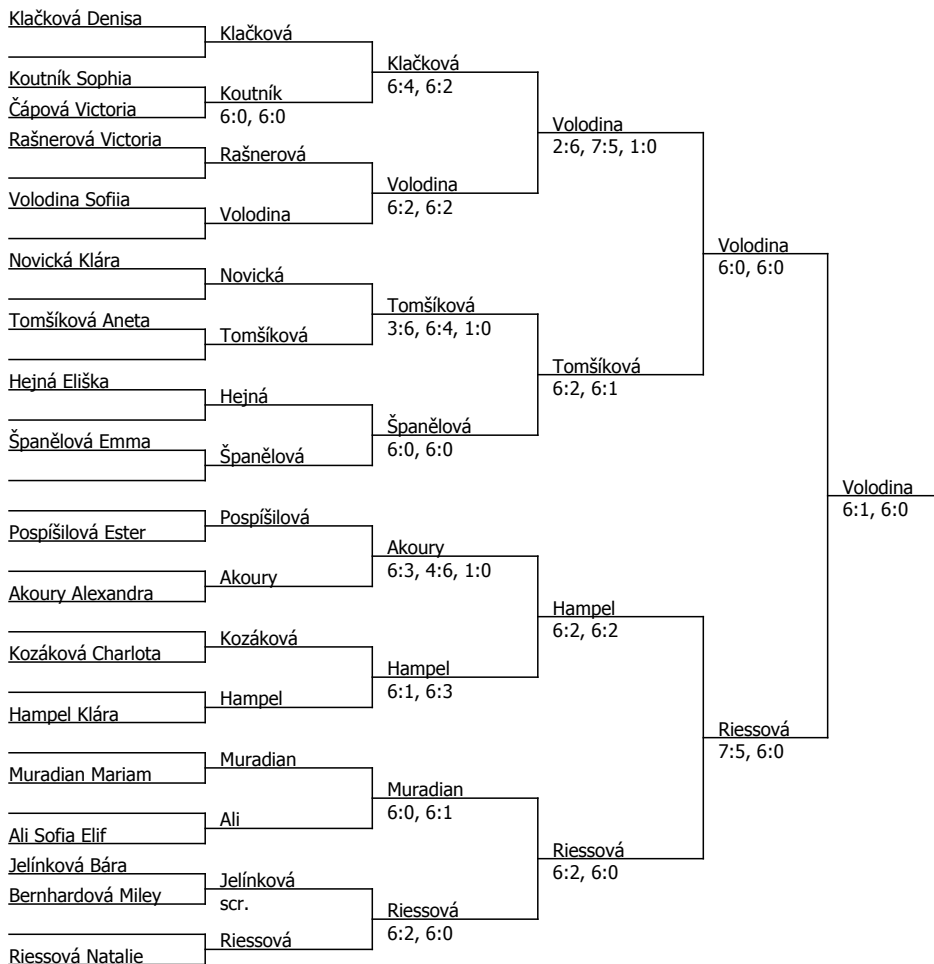 Klačková Denisa
Koutník Sophia
Čápová Victoria
Rašnerová Victoria
Volodina Sofiia
Novická Klára
Tomšíková Aneta
Hejná Eliška
Španělová Emma
Pospíšilová Ester
Akoury Alexandra
Kozáková Charlota
Hampel Klára
Muradian Mariam
Ali Sofia Elif
Jelínková Bára
Bernhardová Miley
Riessová Natalie
Klačková
Koutník
6:0, 6:0
Rašnerová
Volodina
Novická
Tomšíková
Hejná
Španělová
Pospíšilová
Akoury
Kozáková
Hampel
Muradian
Ali
Jelínková
scr.
Riessová
Klačková
6:4, 6:2
Volodina
6:2, 6:2
Tomšíková
3:6, 6:4, 1:0
Španělová
6:0, 6:0
Akoury
6:3, 4:6, 1:0
Hampel
6:1, 6:3
Muradian
6:0, 6:1
Riessová
6:2, 6:0
Volodina
2:6, 7:5, 1:0
Tomšíková
6:2, 6:1
Hampel
6:2, 6:2
Riessová
6:2, 6:0
Volodina
6:0, 6:0
Riessová
7:5, 6:0
Volodina
6:1, 6:0